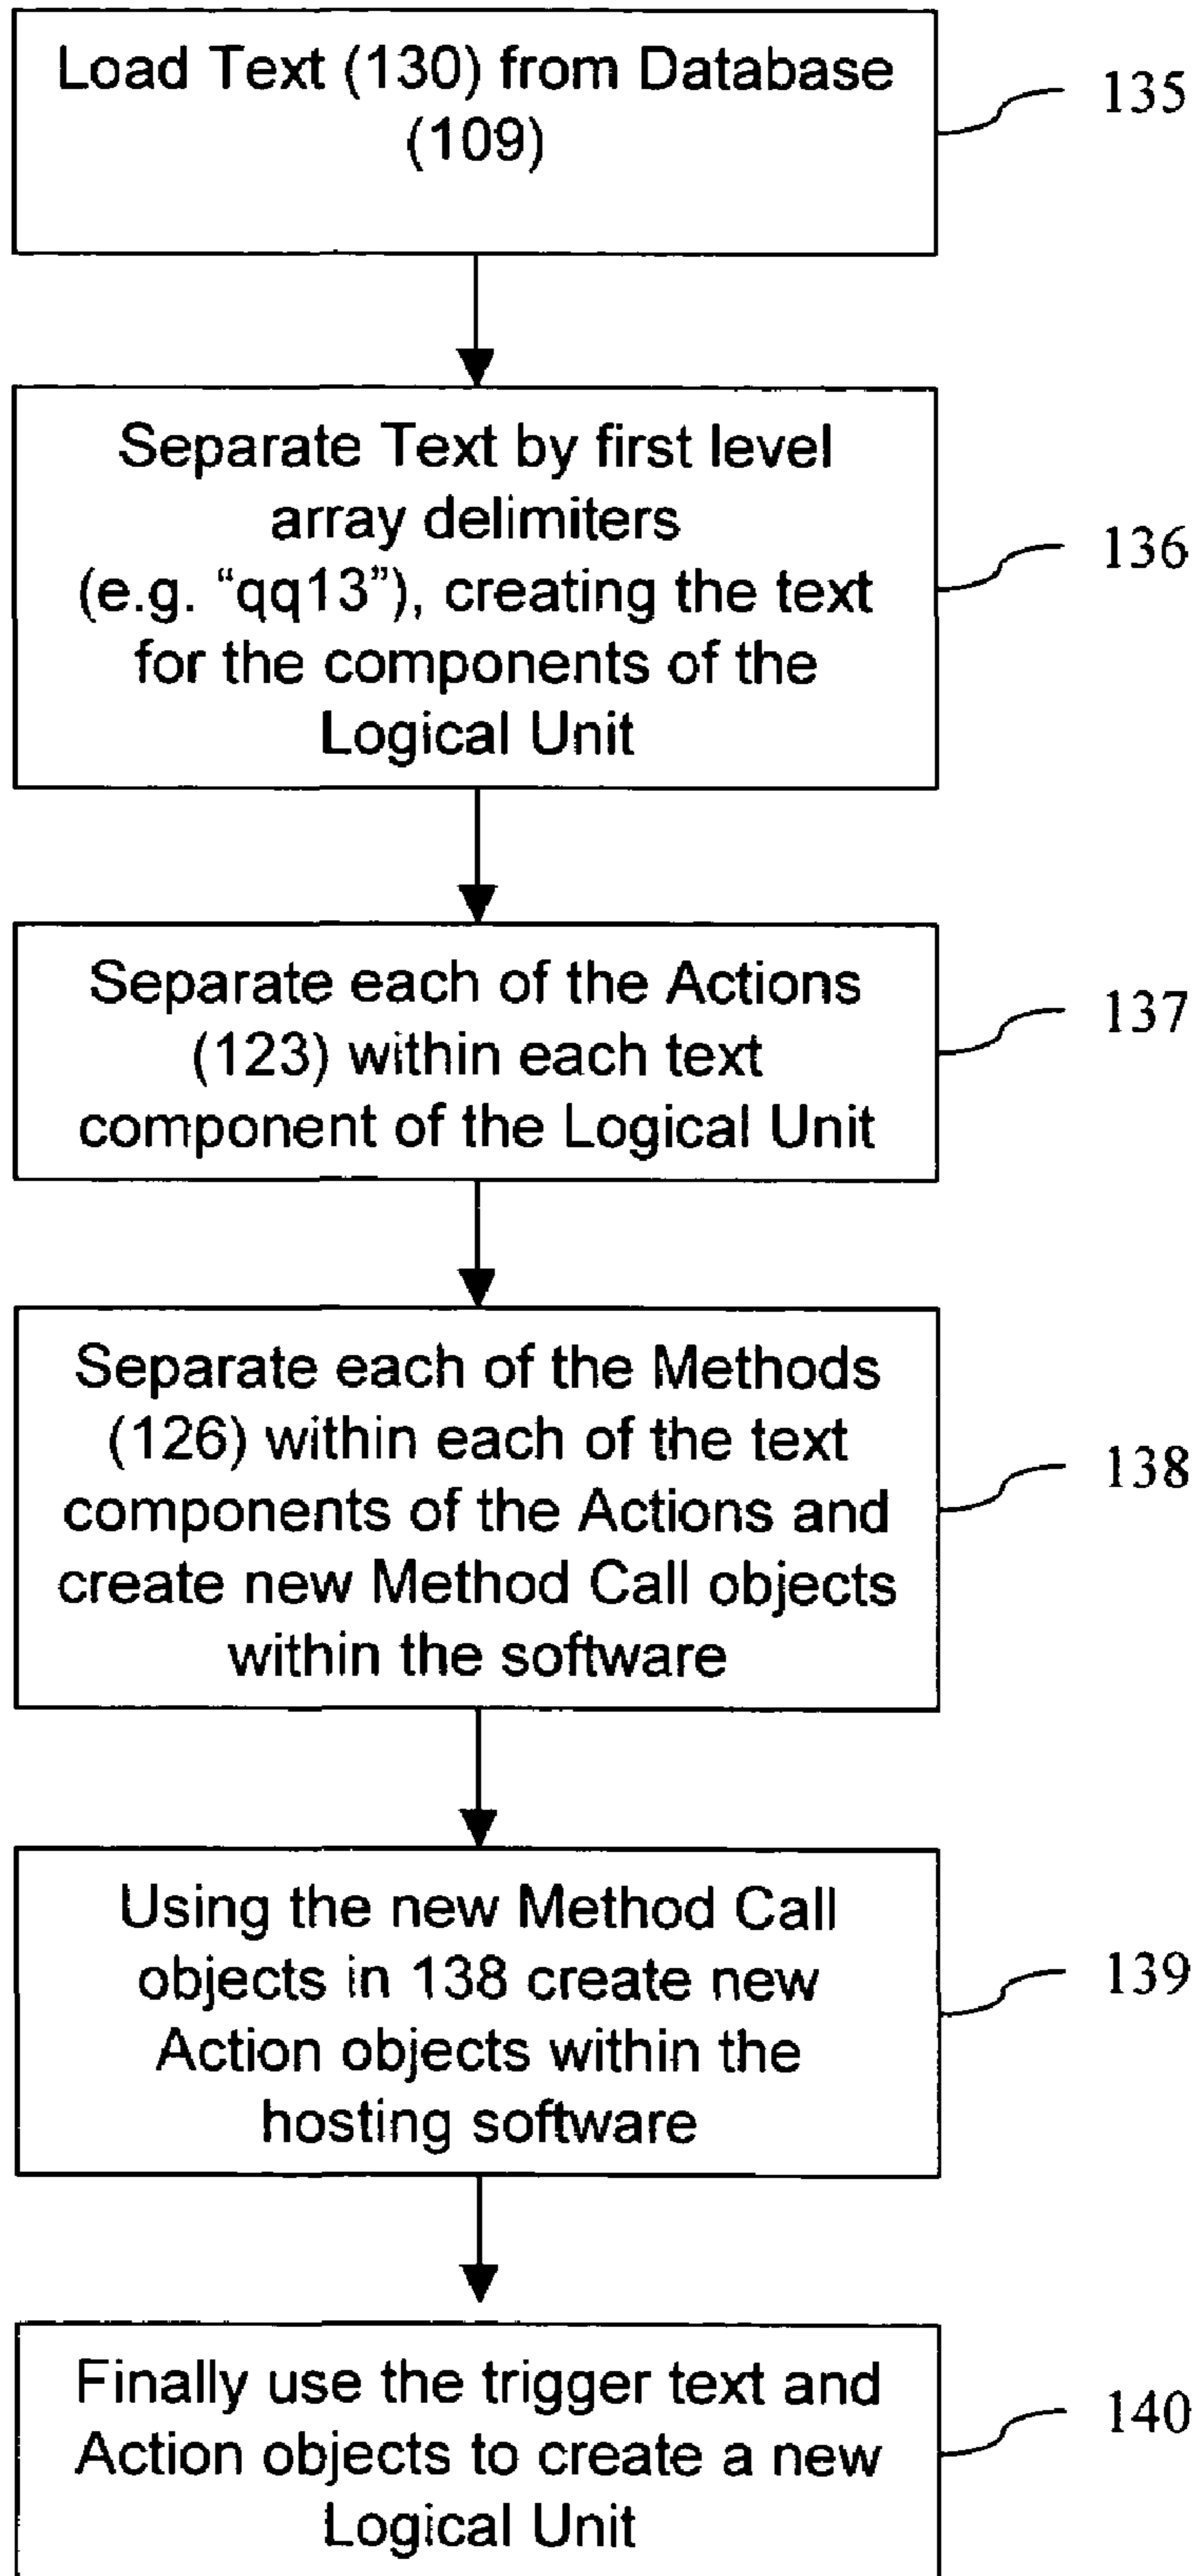 Load Text (130) from Database
(109)
135
Separate Text by first level
array delimiters
(e.g. “qq13”), creating the text
for the components of the
Logical Unit
136
Separate each of the Actions
(123) within each text
component of the Logical Unit
137
Separate each of the Methods
(126) within each of the text
components of the Actions and
create new Method Call objects
within the software
138
Using the new Method Call
objects in 138 create new
Action objects within the
hosting software
139
Finally use the trigger text and
Action objects to create a new
Logical Unit
140